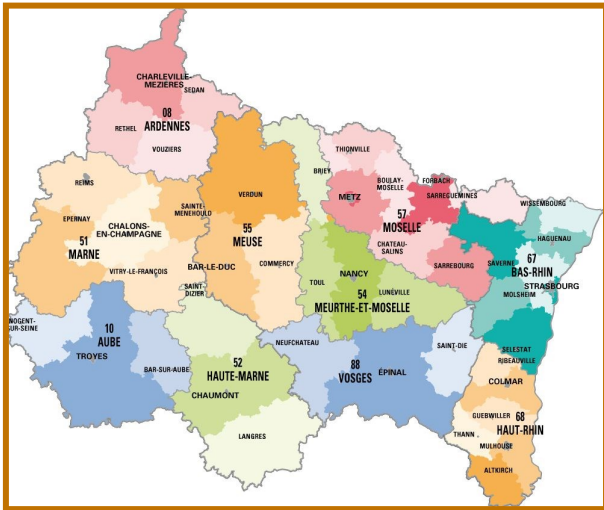 CHARLEVILLE-
MEZIÈRES
SEDAN
08
ARDENNES
RETHEL
VOUZIERS
REIMS
EPERNAY
SAINTE-
MENEHOULD
CHALONS-
EN-CHAMPAGNE
51
MARNE
VITRY-LE-FRANÇOIS
SAINT
DIZIER
VERDUN
55
MEUSE
BAR-LE-DUC
COMMERCY
BRIEY
THIONVILLE
BOULAY-
MOSELLE
FORBACH
METZ
SARREGUEMINES
57
MOSELLE
CHATEAU-
SALINS
SARREBOURG
WISSEMBOURG
HAGUENAU
SAVERNE
67
BAS-RHIN
STRASBOURG
MOLSHEIM
SELESTAT
NANCY
TOUL
LUNÉVILLE
54
MEURTHE-ET-MOSELLE
NOGENT-
SUR-SEINE
10
AUBE
TROYES
BAR-SUR-AUBE
52
HAUTE-MARNE
CHAUMONT
LANGRES
NEUFCHATEAU
88
VOSGES
ÉPINAL
SAINT-DIE
RIBEAUVILLE
COLMAR
GUEBWILLER
68
HAUT-RHIN
THANN
MULHOUSE
ALTKIRCH